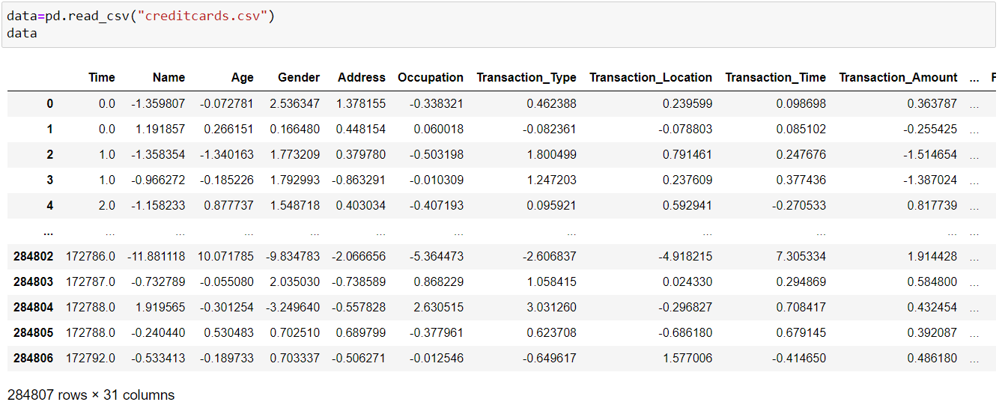 data=pd.read_csv("creditcards.csv")
data
Time Name Age Gender Address Occupation Transaction_Type Transaction_Location Transaction_Time Transaction_Amount ...
0 0.0 -1.359807 -0.072781 2.536347 1.378155 -0.338321 0.462388 0.239599 0.098698 0.363787 ...
1 0.0 1.191857 0.266151 0.166480 0.448154 0.060018 -0.082361 -0.078803 0.085102 -0.255425 ...
2 1.0 -1.358354 -1.340163 1.773209 0.379780 -0.503198 1.800499 0.791461 0.247676 -1.514654 ...
3 1.0 -0.966272 -0.185226 1.792993 -0.863291 -0.010309 1.247203 0.237609 0.377436 -1.387024 ...
4 2.0 -1.158233 0.877737 1.548718 0.403034 -0.407193 0.095921 0.592941 -0.270533 0.817739 ...
... ... ... ... ... ... ... ... ... ... ... ...
284802 172786.0 -11.881118 10.071785 -9.834783 -2.066656 -5.364473 -2.606837 -4.918215 7.305334 1.914428 ...
284803 172787.0 -0.732789 -0.055080 2.035030 -0.738589 0.868229 1.058415 0.024330 0.294869 0.584800 ...
284804 172788.0 1.919565 -0.301254 -3.249640 -0.557828 2.630515 3.031260 -0.296827 0.708417 0.432454 ...
284805 172788.0 -0.240440 0.530483 0.702510 0.689799 -0.377961 0.623708 -0.686180 0.679145 0.392087 ...
284806 172792.0 -0.533413 -0.189733 0.703337 -0.506271 -0.012546 -0.649617 1.577006 -0.414650 0.486180 ...
284807 rows × 31 columns